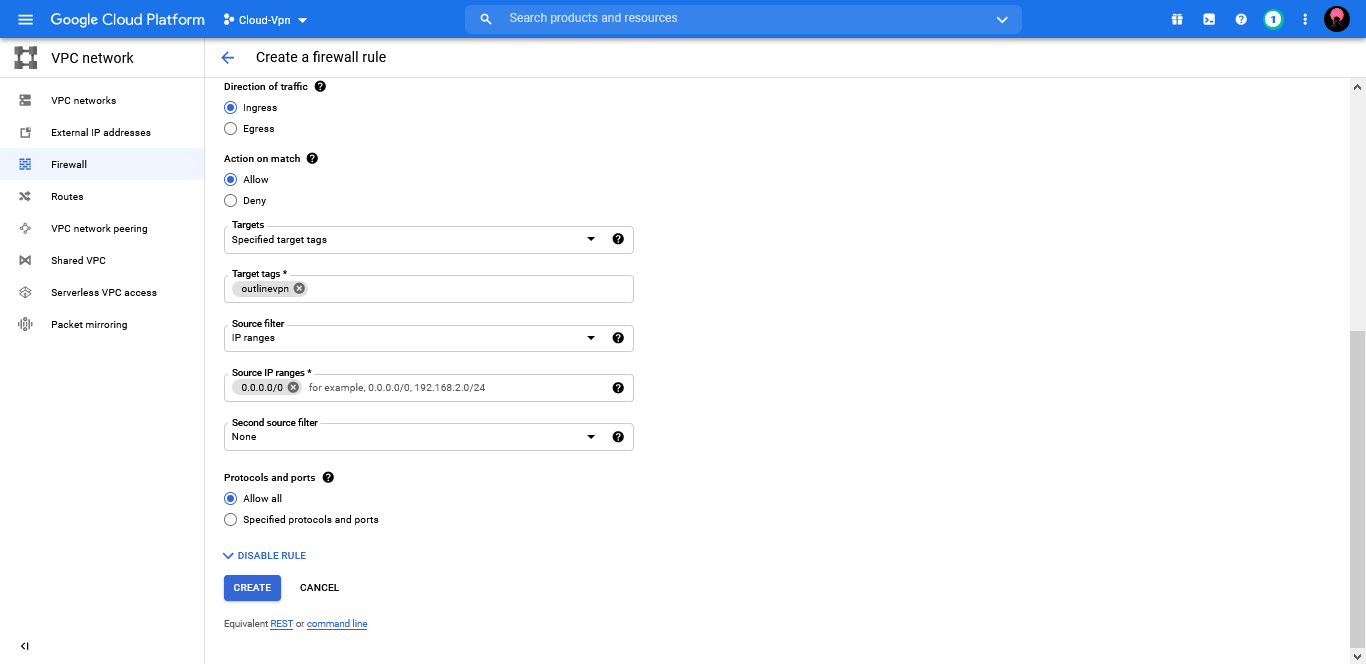 Google Cloud Platform
Cloud-Vpn
Search products and resources
1
VPC network
Create a firewall rule
VPC networks
External IP addresses
Firewall
Routes
VPC network peering
Shared VPC
Serverless VPC access
Packet mirroring
Direction of traffic
Ingress
Egress
Action on match
Allow
Deny
Targets
Specified target tags
Target tags *
outlinevpn
Source filter
IP ranges
Source IP ranges *
0.0.0.0/0 for example, 0.0.0.0/0, 192.168.2.0/24
Second source filter
None
Protocols and ports
Allow all
Specified protocols and ports
DISABLE RULE
CREATE CANCEL
Equivalent REST or command line